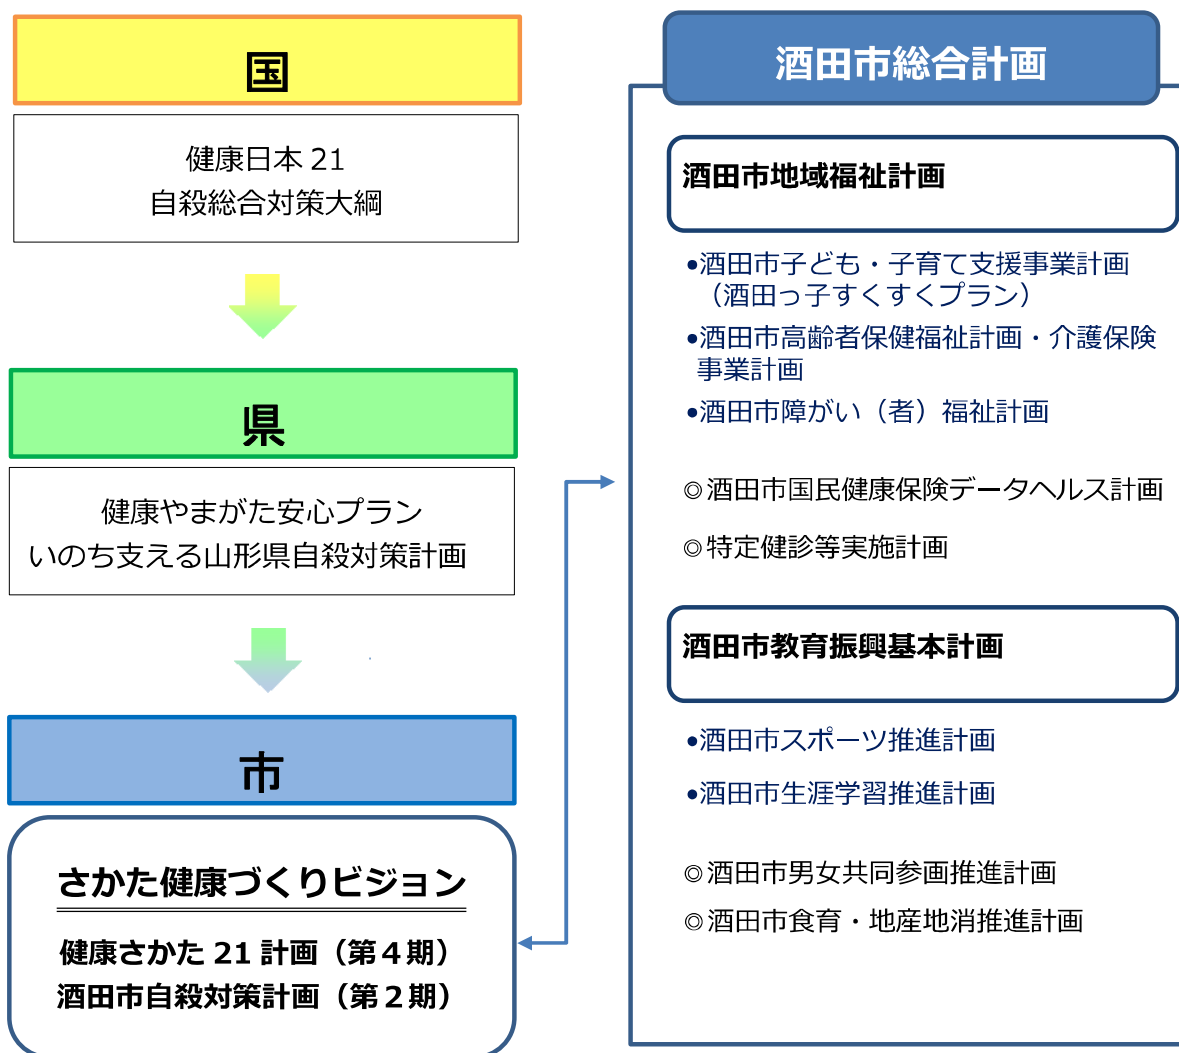 国
健康日本 21
自殺総合対策大綱
県
健康やまがた安心プラン
いのち支える山形県自殺対策計画
市
さかた健康づくりビジョン
健康さかた 21 計画（第４期）
酒田市自殺対策計画（第２期）
酒田市総合計画
酒田市地域福祉計画
•酒田市子ども・子育て支援事業計画
（酒田っ子すくすくプラン）
•酒田市高齢者保健福祉計画・介護保険
事業計画
•酒田市障がい（者）福祉計画
◎酒田市国民健康保険データヘルス計画
◎特定健診等実施計画
酒田市教育振興基本計画
•酒田市スポーツ推進計画
•酒田市生涯学習推進計画
◎酒田市男女共同参画推進計画
◎酒田市食育・地産地消推進計画